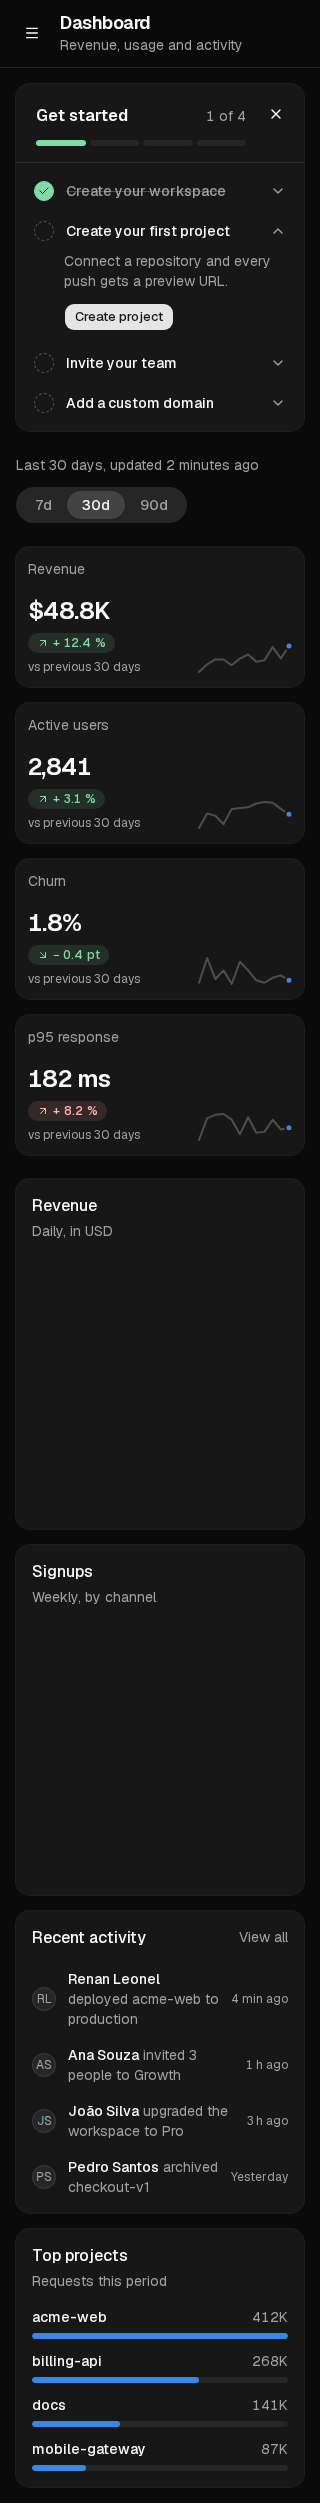 Dashboard
Revenue, usage and activity
Get started
1 of 4
Create your workspace
Create your first project
Connect a repository and every
push gets a preview URL.
Create project
Invite your team
Add a custom domain
Last 30 days, updated 2 minutes ago
7d 30d 90d
Revenue
$48.8K
+ 12.4 %
vs previous 30 days
Active users
2,841
+ 3.1 %
vs previous 30 days
Churn
1.8%
− 0.4 pt
vs previous 30 days
p95 response
182 ms
+ 8.2 %
vs previous 30 days
Revenue
Daily, in USD
Signups
Weekly, by channel
Recent activity
View all
RL
Renan Leonel
deployed acme-web to
production
4 min ago
AS
Ana Souza invited 3
people to Growth
1 h ago
JS
João Silva upgraded the
workspace to Pro
3 h ago
PS
Pedro Santos archived
checkout-v1
Yesterday
Top projects
Requests this period
acme-web 412K
billing-api 268K
docs 141K
mobile-gateway 87K